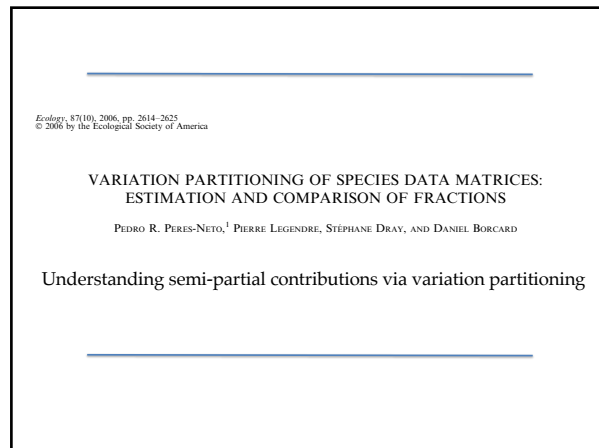 Ecology, 87(10), 2006, pp. 2614–2625
© 2006 by the Ecological Society of America
VARIATION PARTITIONING OF SPECIES DATA MATRICES:
ESTIMATION AND COMPARISON OF FRACTIONS
PEDRO R. PERES-NETO,¹ PIERRE LEGENDRE, STÉPHANE DRAY, AND DANIEL BORCARD
Understanding semi-partial contributions via variation partitioning